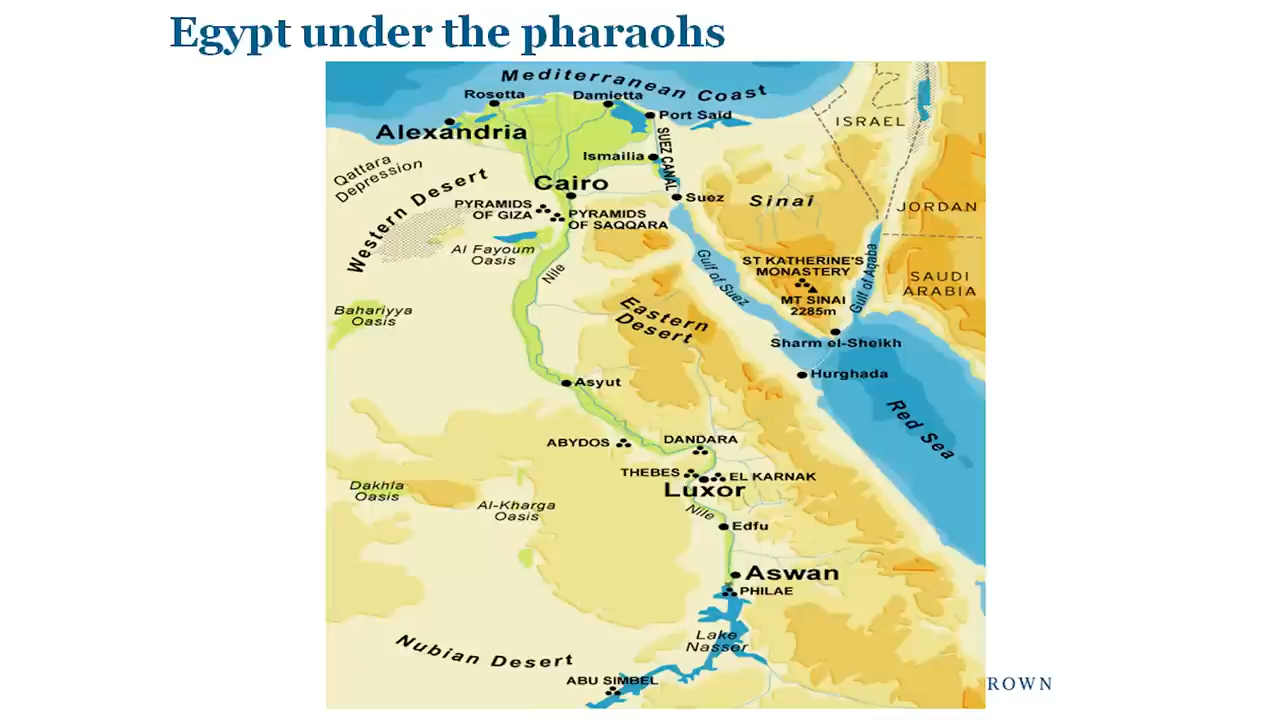 Egypt under the pharaohs
Mediterranean Coast
Rosetta
Damietta
Port Said
Alexandria
ISRAEL
Ismailia
SUEZ CANAL
Qattara
Depression
Western Desert
Cairo
Suez
Sinai
JORDAN
PYRAMIDS
OF GIZA
PYRAMIDS
OF SAQQARA
Al Fayoum
Oasis
Nile
Gulf of Suez
ST KATHERINE'S
MONASTERY
MT SINAI
2285m
Gulf of Aqaba
SAUDI
ARABIA
Bahariyya
Oasis
Eastern
Desert
Sharm el-Sheikh
Hurghada
Asyut
Red Sea
ABYDOS
DANDARA
THEBES
EL KARNAK
Luxor
Dakhla
Oasis
Al-Kharga
Oasis
Nile
Edfu
Aswan
PHILAE
Lake
Nasser
Nubian Desert
ABU SIMBEL
ROWN